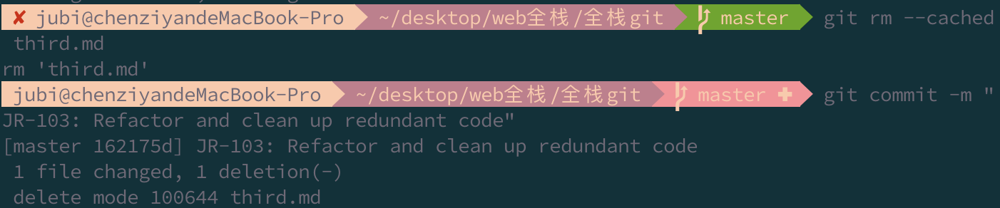 ✘ jubi@chenziyandeMacBook-Pro ~/desktop/web全栈/全栈git master git rm --cached
third.md
rm 'third.md'
jubi@chenziyandeMacBook-Pro ~/desktop/web全栈/全栈git master ✚ git commit -m "
JR-103: Refactor and clean up redundant code"
[master 162175d] JR-103: Refactor and clean up redundant code
1 file changed, 1 deletion(-)
delete mode 100644 third.md